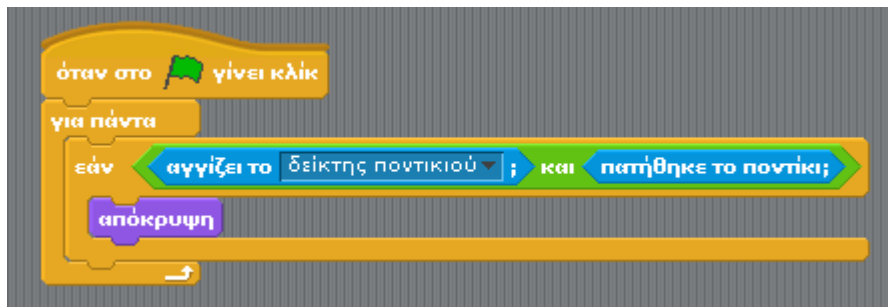 όταν στο γίνει κλίκ
για πάντα
εάν αγγίζει το δείκτης ποντικιού ; και πατήθηκε το ποντίκι;
απόκρυψη